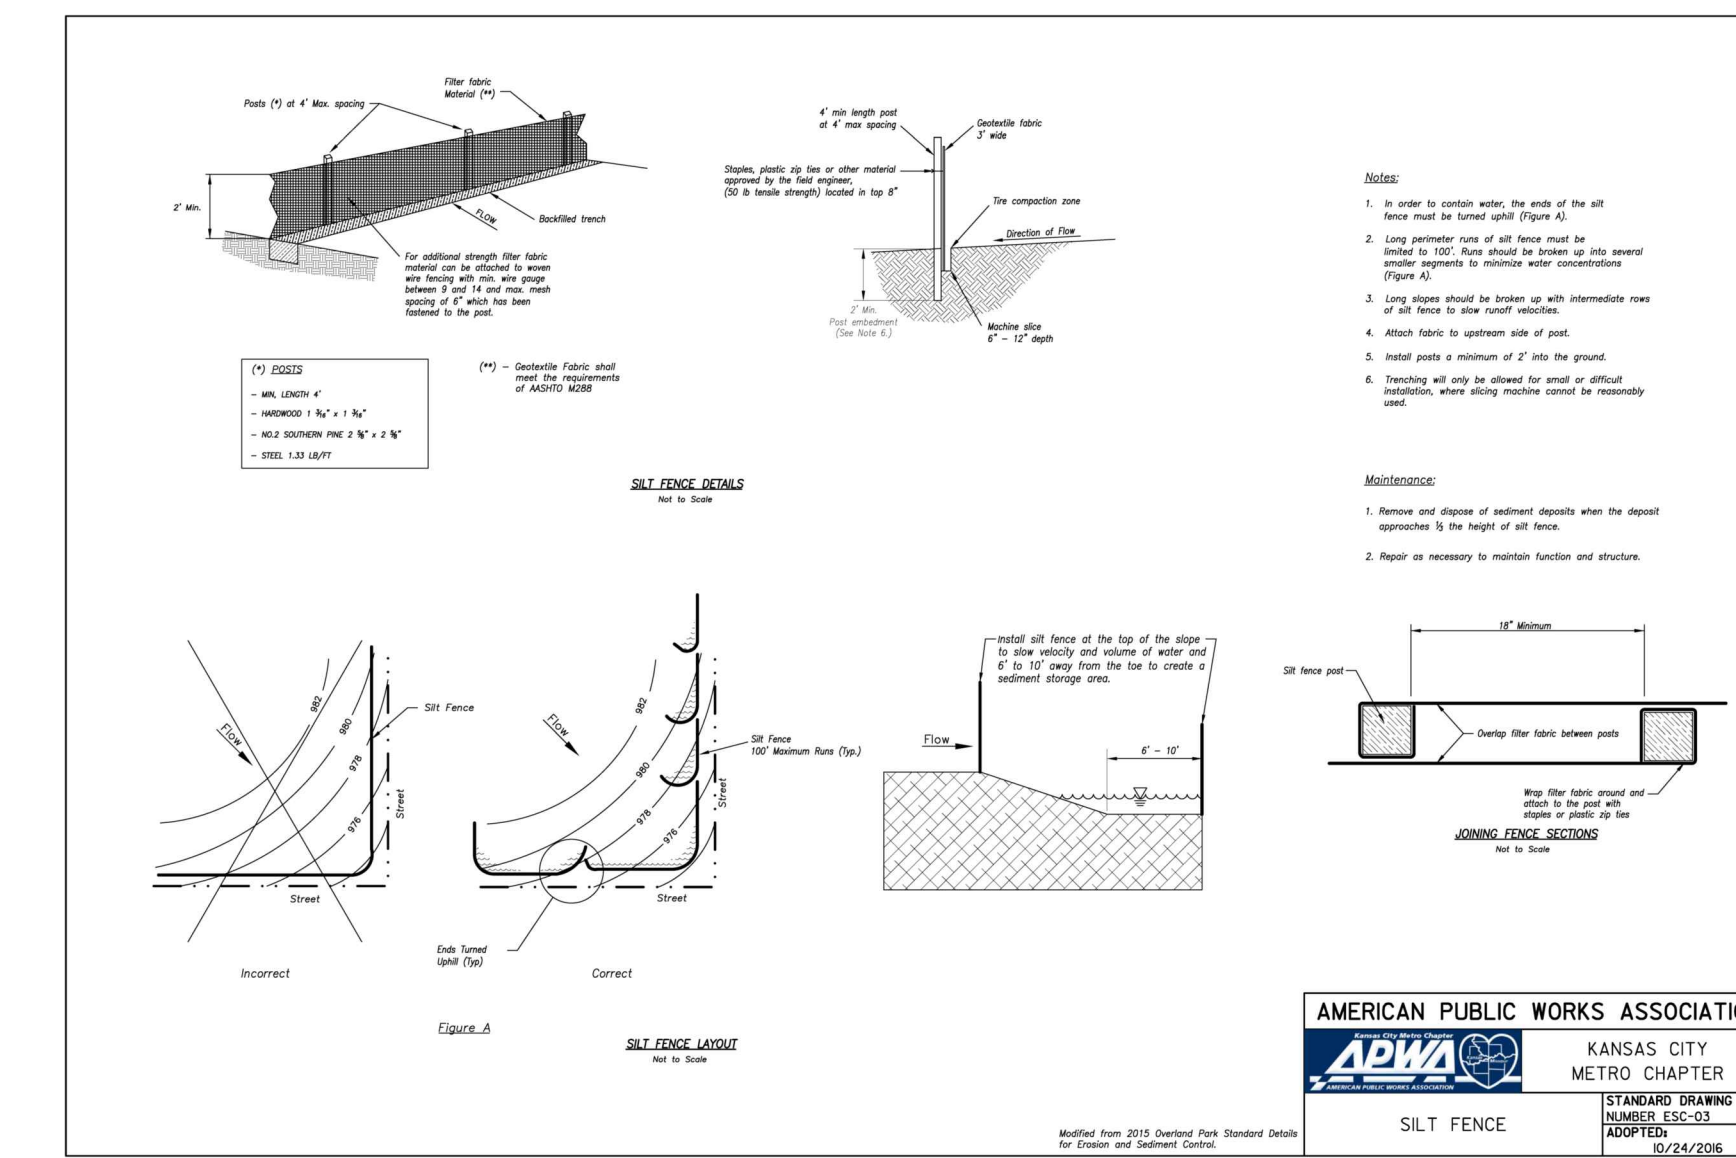 Filter fabric
Material (**)
Posts (*) at 4' Max. spacing
2' Min.
FLOW
Backfilled trench
For additional strength filter fabric
material can be attached to woven
wire fencing with min. wire gauge
between 9 and 14 and max. mesh
spacing of 6" which has been
fastened to the post.
(*) POSTS
- MIN, LENGTH 4'
- HARDWOOD 1 3/16" x 1 3/16"
- NO.2 SOUTHERN PINE 2 5/8" x 2 5/8"
- STEEL 1.33 LB/FT
(**) - Geotextile Fabric shall
meet the requirements
of AASHTO M288
4' min length post
at 4' max spacing
Geotextile fabric
3' wide
Staples, plastic zip ties or other material
approved by the field engineer,
(50 lb tensile strength) located in top 8"
Tire compaction zone
Direction of Flow
2' Min.
Post embedment
(See Note 6.)
Machine slice
6" - 12" depth
SILT FENCE DETAILS
Not to Scale
Notes:
1. In order to contain water, the ends of the silt
fence must be turned uphill (Figure A).
2. Long perimeter runs of silt fence must be
limited to 100'. Runs should be broken up into several
smaller segments to minimize water concentrations
(Figure A).
3. Long slopes should be broken up with intermediate rows
of silt fence to slow runoff velocities.
4. Attach fabric to upstream side of post.
5. Install posts a minimum of 2' into the ground.
6. Trenching will only be allowed for small or difficult
installation, where slicing machine cannot be reasonably
used.
Maintenance:
1. Remove and dispose of sediment deposits when the deposit
approaches 1/3 the height of silt fence.
2. Repair as necessary to maintain function and structure.
982
980
978
976
Flow
Silt Fence
Street
Street
Incorrect
982
980
978
976
Flow
Silt Fence
100' Maximum Runs (Typ.)
Street
Street
Ends Turned
Uphill (Typ)
Correct
Figure A
SILT FENCE LAYOUT
Not to Scale
Install silt fence at the top of the slope
to slow velocity and volume of water and
6' to 10' away from the toe to create a
sediment storage area.
Flow
6' - 10'
18" Minimum
Silt fence post
Overlap filter fabric between posts
Wrap filter fabric around and
attach to the post with
staples or plastic zip ties
JOINING FENCE SECTIONS
Not to Scale
AMERICAN PUBLIC WORKS ASSOCIATI
Kansas City Metro Chapter
APWA
AMERICAN PUBLIC WORKS ASSOCIATION
KANSAS CITY
METRO CHAPTER
SILT FENCE
STANDARD DRAWING
NUMBER ESC-03
ADOPTED:
10/24/2016
Modified from 2015 Overland Park Standard Details
for Erosion and Sediment Control.